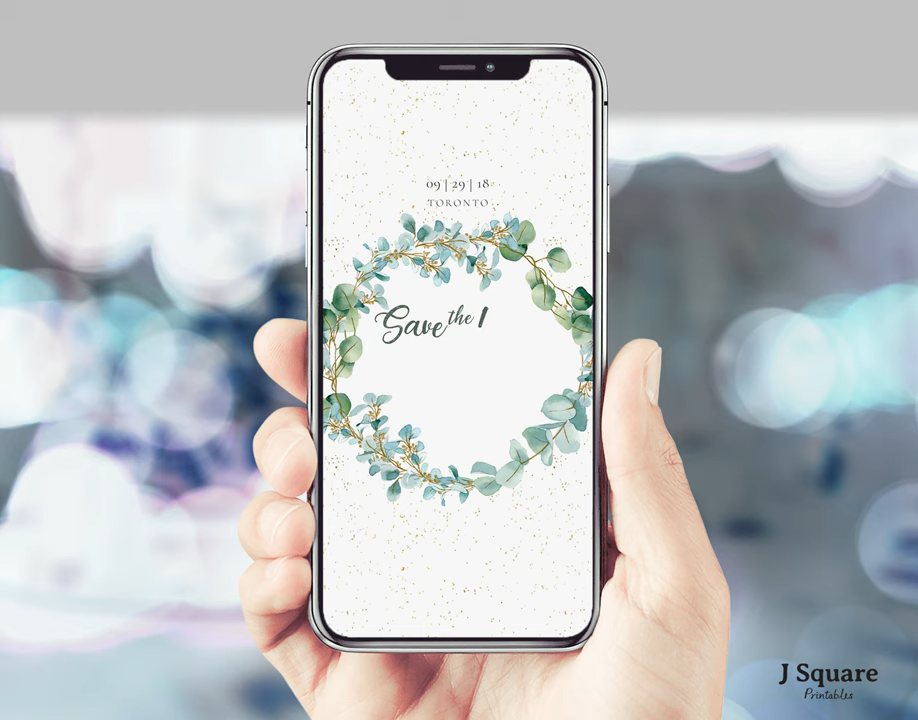 09 | 29 | 18
TORONTO
Save the
J Square
Printables